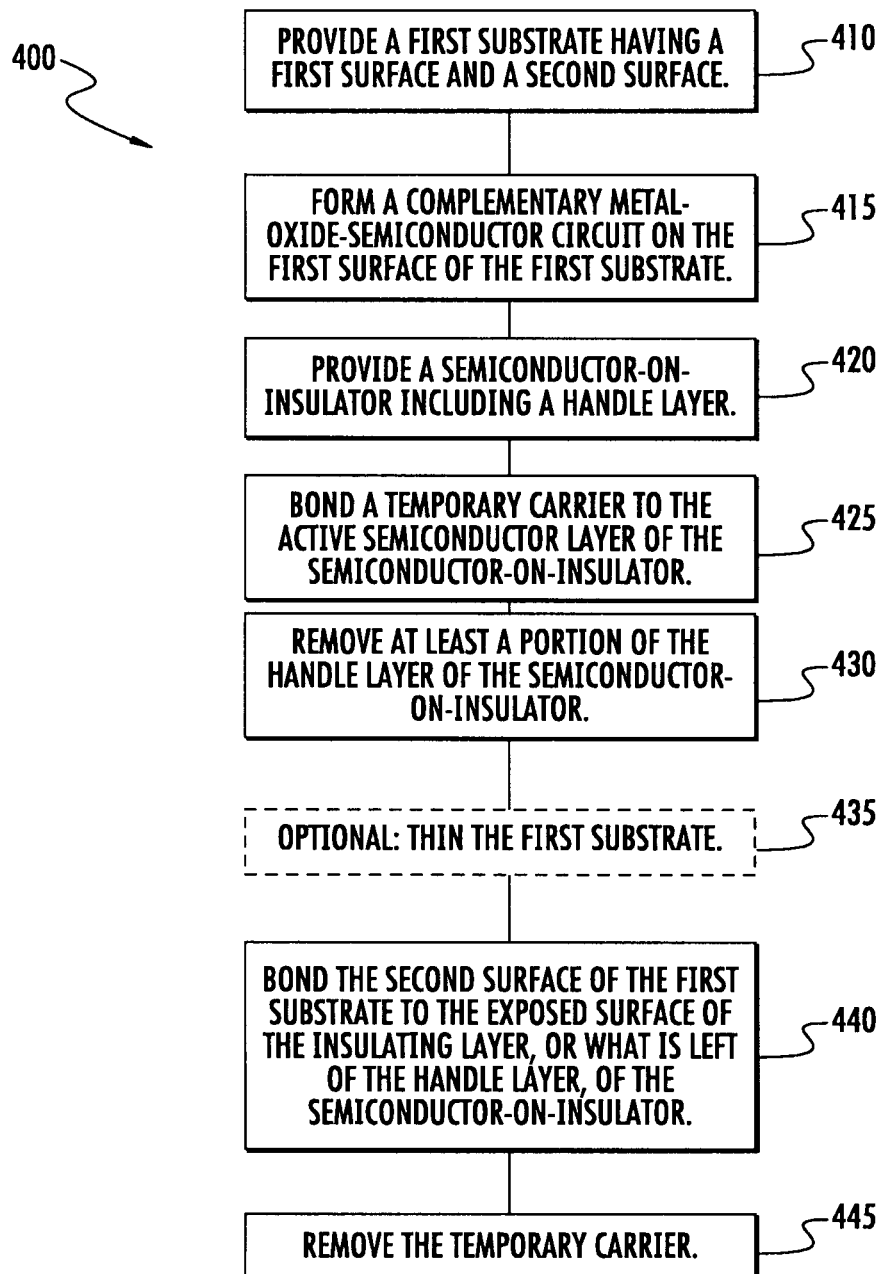 400
PROVIDE A FIRST SUBSTRATE HAVING A
FIRST SURFACE AND A SECOND SURFACE.
410
FORM A COMPLEMENTARY METAL-
OXIDE-SEMICONDUCTOR CIRCUIT ON THE
FIRST SURFACE OF THE FIRST SUBSTRATE.
415
PROVIDE A SEMICONDUCTOR-ON-
INSULATOR INCLUDING A HANDLE LAYER.
420
BOND A TEMPORARY CARRIER TO THE
ACTIVE SEMICONDUCTOR LAYER OF THE
SEMICONDUCTOR-ON-INSULATOR.
425
REMOVE AT LEAST A PORTION OF THE
HANDLE LAYER OF THE SEMICONDUCTOR-
ON-INSULATOR.
430
OPTIONAL: THIN THE FIRST SUBSTRATE.
435
BOND THE SECOND SURFACE OF THE FIRST
SUBSTRATE TO THE EXPOSED SURFACE OF
THE INSULATING LAYER, OR WHAT IS LEFT
OF THE HANDLE LAYER, OF THE
SEMICONDUCTOR-ON-INSULATOR.
440
REMOVE THE TEMPORARY CARRIER.
445